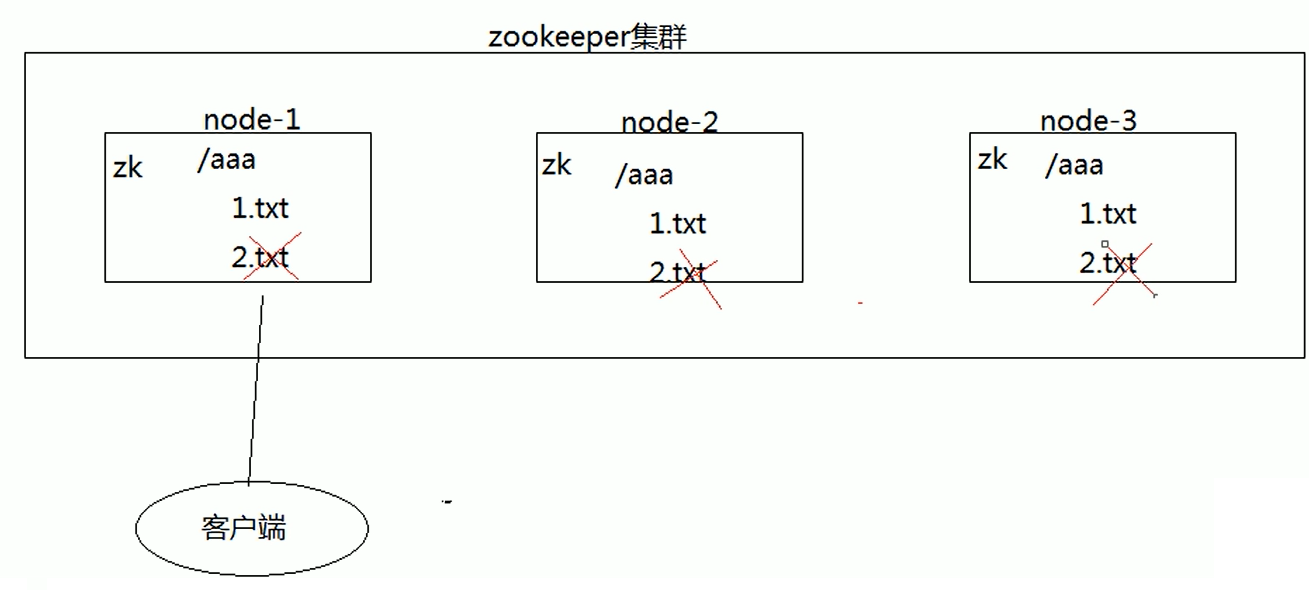 zookeeper集群
node-1
zk
/aaa
1.txt
2.txt
node-2
zk
/aaa
1.txt
2.txt
node-3
zk
/aaa
1.txt
2.txt
客户端